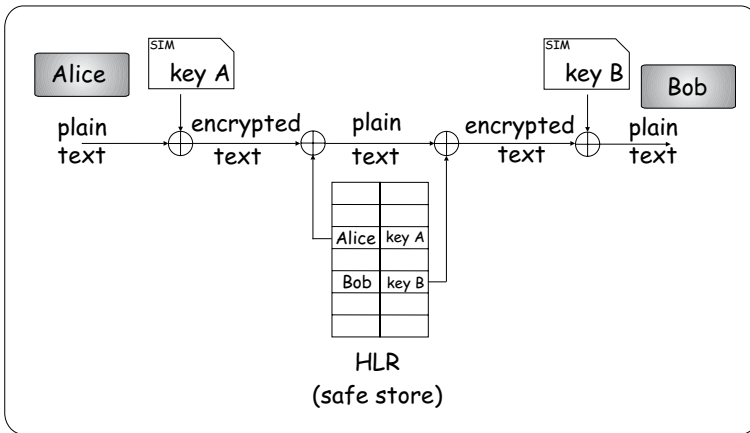 SIM
key A
Alice
SIM
key B
Bob
plain
text
encrypted
text
plain
text
encrypted
text
plain
text
Alice key A
Bob key B
HLR
(safe store)